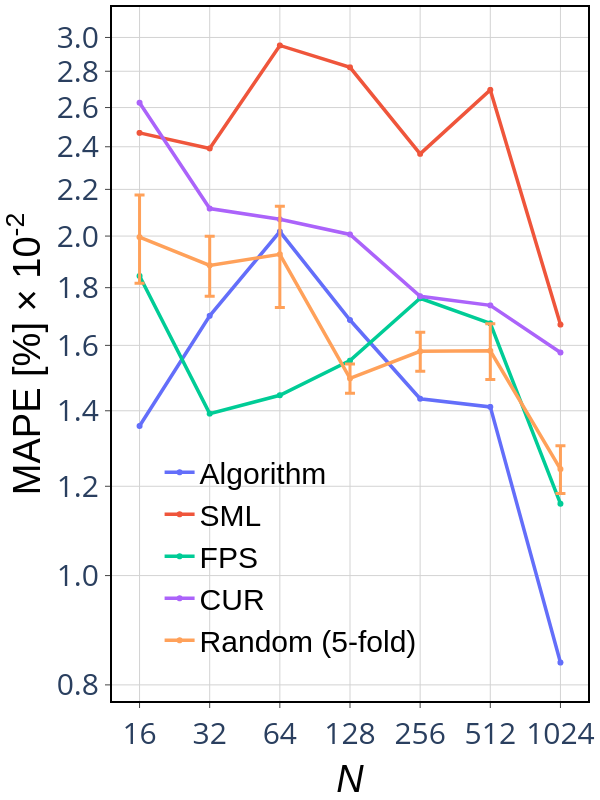 3.0
2.8
2.6
2.4
2.2
2.0
1.8
1.6
1.4
1.2
1.0
0.8
MAPE [%] × 10-2
Algorithm
SML
FPS
CUR
Random (5-fold)
16 32 64 128 256 512 1024
N